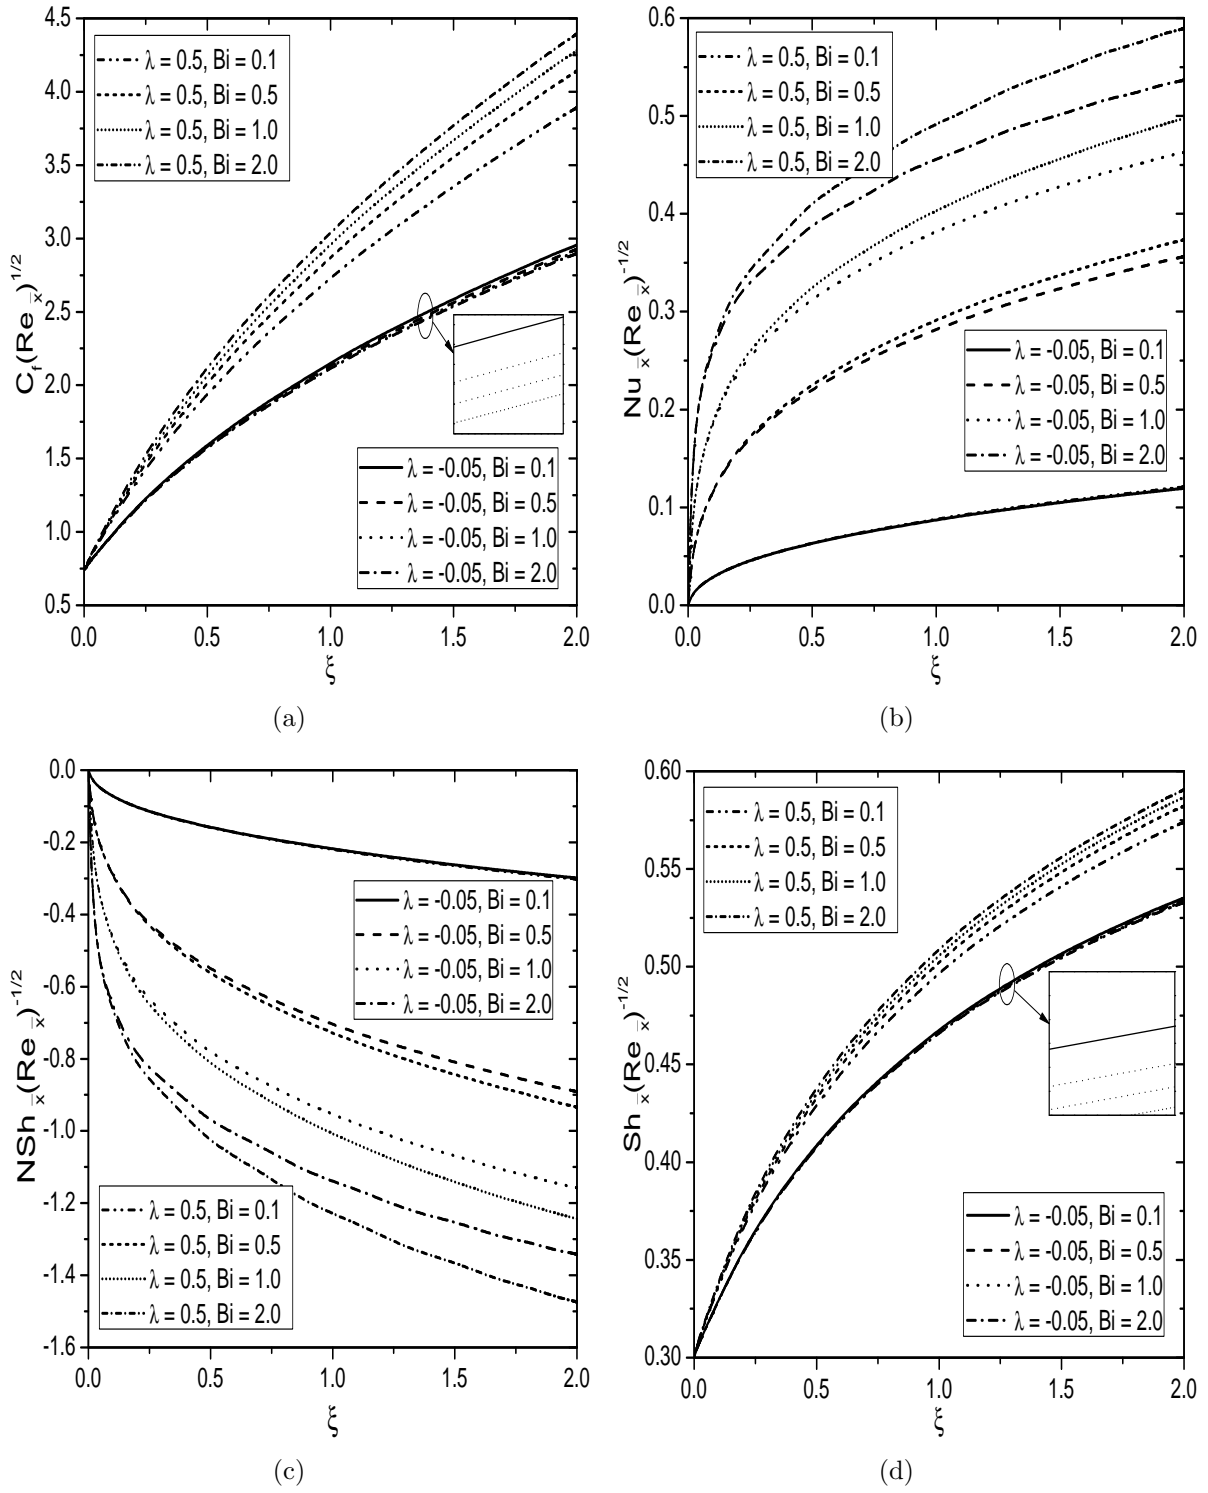 4.5
4.0
3.5
3.0
2.5
2.0
1.5
1.0
0.5
C_f(Re_x̄)^1/2
λ = 0.5, Bi = 0.1
λ = 0.5, Bi = 0.5
λ = 0.5, Bi = 1.0
λ = 0.5, Bi = 2.0
λ = -0.05, Bi = 0.1
λ = -0.05, Bi = 0.5
λ = -0.05, Bi = 1.0
λ = -0.05, Bi = 2.0
0.0 0.5 1.0 1.5 2.0
ξ
(a)
0.6
0.5
0.4
0.3
0.2
0.1
0.0
Nu_x̄(Re_x̄)^-1/2
λ = 0.5, Bi = 0.1
λ = 0.5, Bi = 0.5
λ = 0.5, Bi = 1.0
λ = 0.5, Bi = 2.0
λ = -0.05, Bi = 0.1
λ = -0.05, Bi = 0.5
λ = -0.05, Bi = 1.0
λ = -0.05, Bi = 2.0
0.0 0.5 1.0 1.5 2.0
ξ
(b)
0.0
-0.2
-0.4
-0.6
-0.8
-1.0
-1.2
-1.4
-1.6
NSh_x̄(Re_x̄)^-1/2
λ = -0.05, Bi = 0.1
λ = -0.05, Bi = 0.5
λ = -0.05, Bi = 1.0
λ = -0.05, Bi = 2.0
λ = 0.5, Bi = 0.1
λ = 0.5, Bi = 0.5
λ = 0.5, Bi = 1.0
λ = 0.5, Bi = 2.0
0.0 0.5 1.0 1.5 2.0
ξ
(c)
0.60
0.55
0.50
0.45
0.40
0.35
0.30
Sh_x̄(Re_x̄)^-1/2
λ = 0.5, Bi = 0.1
λ = 0.5, Bi = 0.5
λ = 0.5, Bi = 1.0
λ = 0.5, Bi = 2.0
λ = -0.05, Bi = 0.1
λ = -0.05, Bi = 0.5
λ = -0.05, Bi = 1.0
λ = -0.05, Bi = 2.0
0.0 0.5 1.0 1.5 2.0
ξ
(d)